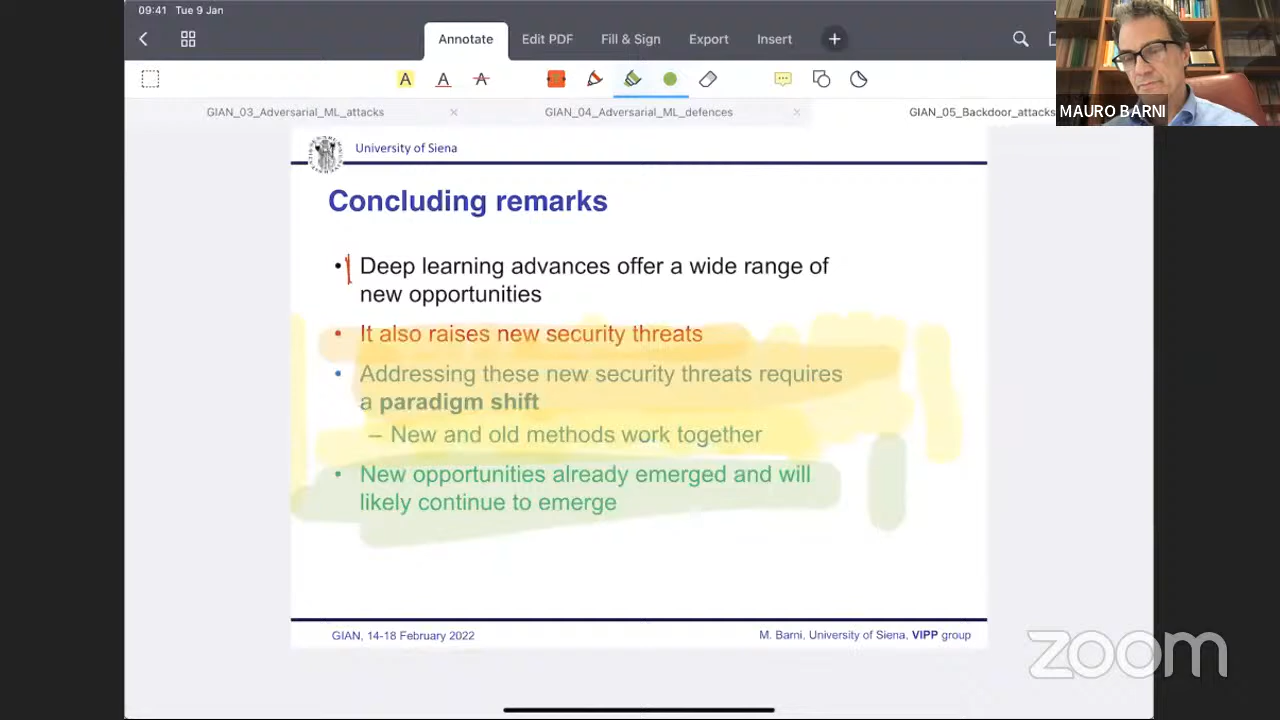 09:41 Tue 9 Jan
Annotate Edit PDF Fill & Sign Export Insert
A A A
GIAN_03_Adversarial_ML_attacks GIAN_04_Adversarial_ML_defences GIAN_05_Backdoor_attacks
MAURO BARNI
University of Siena
Concluding remarks
• Deep learning advances offer a wide range of
new opportunities
• It also raises new security threats
• Addressing these new security threats requires
a paradigm shift
– New and old methods work together
• New opportunities already emerged and will
likely continue to emerge
GIAN, 14-18 February 2022 M. Barni, University of Siena, VIPP group
zoom